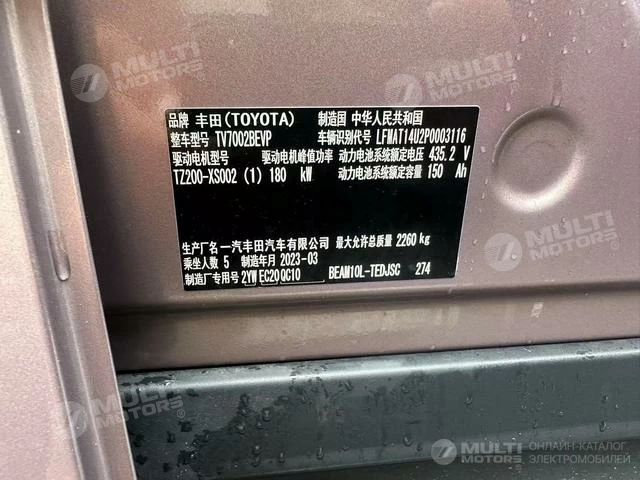 MULTI MOTORS
MULTI MOTORS
品牌 丰田(TOYOTA) 制造国 中华人民共和国
整车型号 TV7002BEVP 车辆识别代号 LFMAT14U2P0003116
驱动电机型号 驱动电机峰值功率 动力电池系统额定电压 435.2 V
TZ200-XS002 (1) 180 kW 动力电池系统额定容量 150 Ah
MULTI MOTORS
生产厂名 一汽丰田汽车有限公司 最大允许总质量 2260 kg
乘坐人数 5 制造年月 2023-03
制造厂专用号 2YW EC20 QC10 BEAM10L-TEDJSC 274
MULTI MOTORS
MULTI MOTORS
ОНЛАЙН-КАТАЛОГ
ЭЛЕКТРОМОБИЛЕЙ